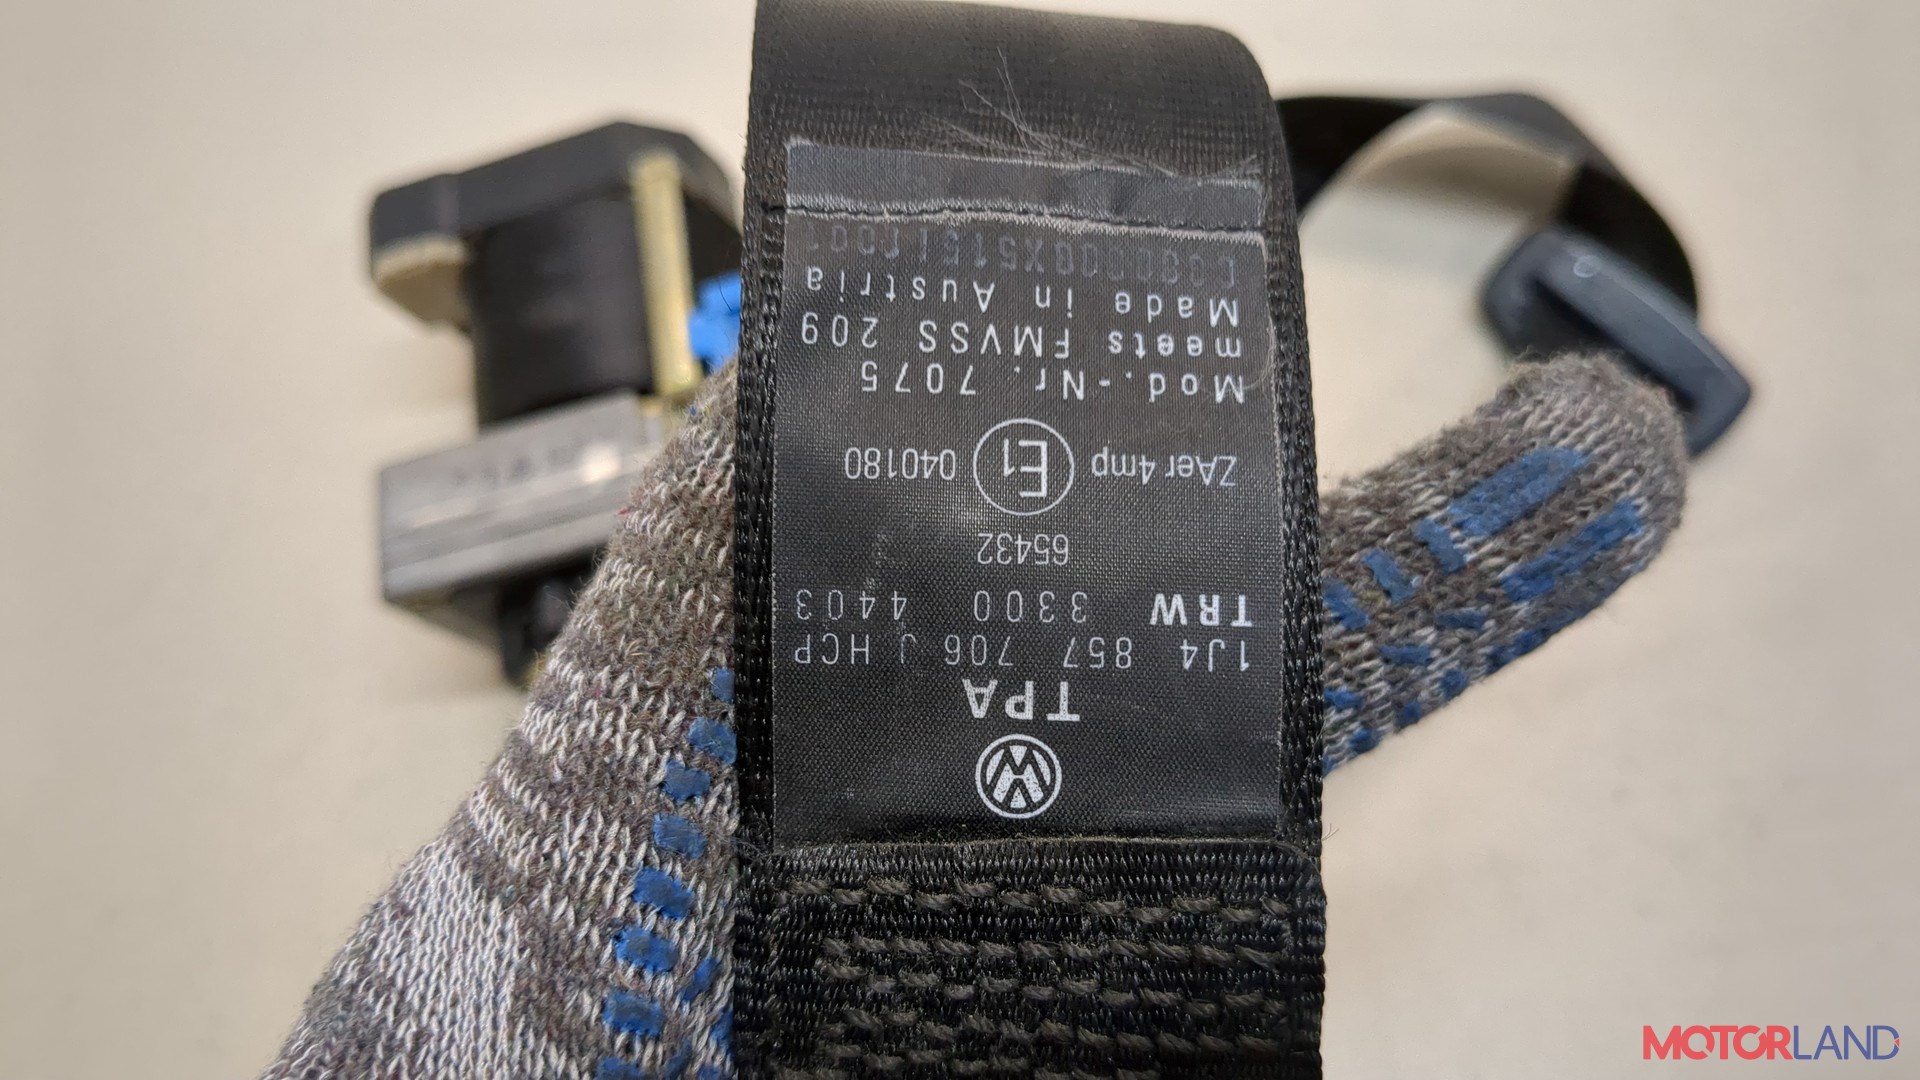 TPA
1J4 857 706 J HCP
TRW 3300 4403
65432
ZAer4mp E1 040180
Mod.-Nr. 7075
meets FMVSS 209
Made in Austria
MOTORLAND